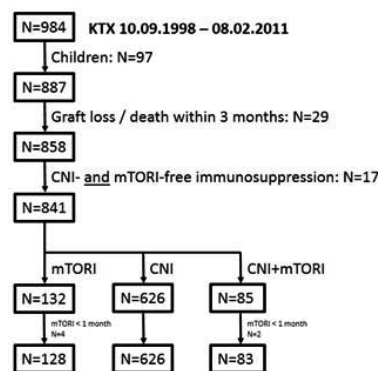 N=984 KTX 10.09.1998 – 08.02.2011
Children: N=97
N=887
Graft loss / death within 3 months: N=29
N=858
CNI- and mTORI-free immunosuppression: N=17
N=841
mTORI CNI CNI+mTORI
N=132 N=626 N=85
mTORI < 1 month mTORI < 1 month
N=4 N=2
N=128 N=626 N=83